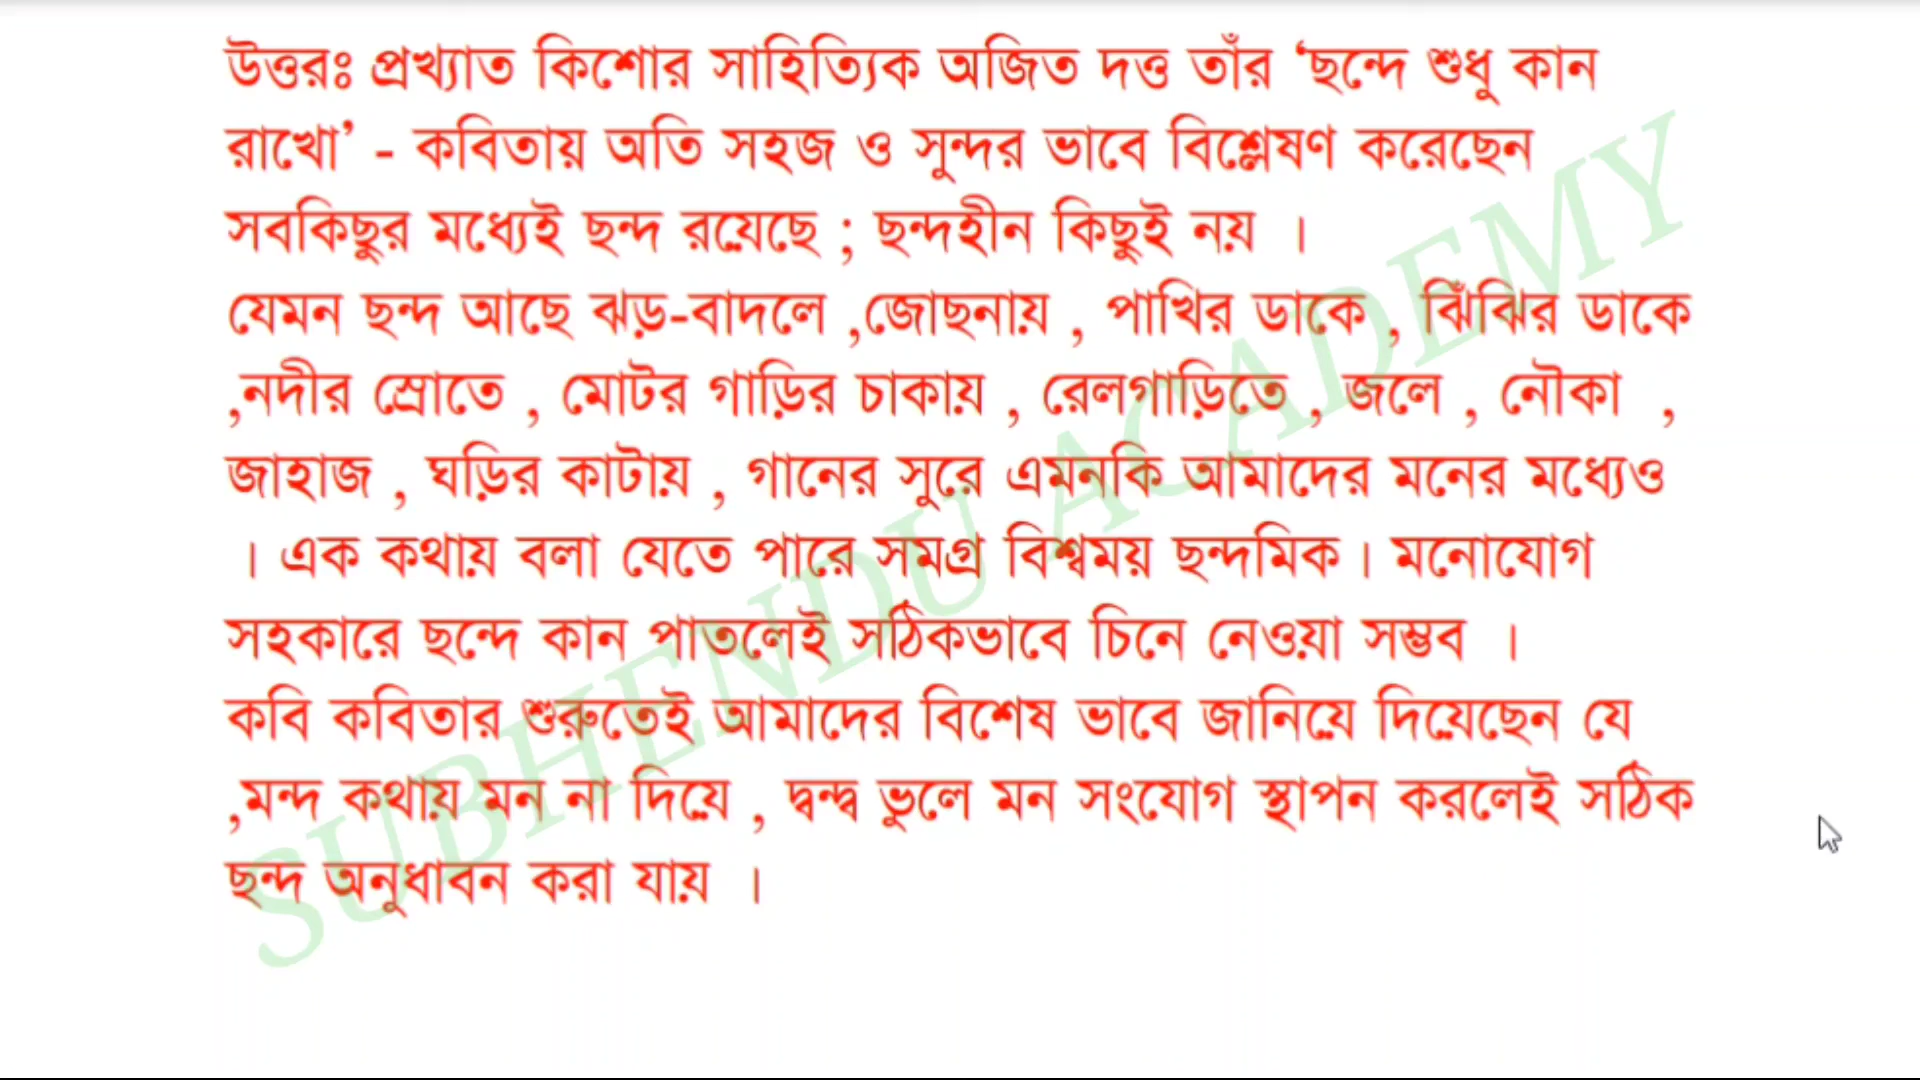 উত্তরঃ প্রখ্যাত কিশোর সাহিত্যিক অজিত দত্ত তাঁর ‘ছন্দে শুধু কান
রাখো’ - কবিতায় অতি সহজ ও সুন্দর ভাবে বিশ্লেষণ করেছেন
সবকিছুর মধ্যেই ছন্দ রয়েছে ; ছন্দহীন কিছুই নয় ।
যেমন ছন্দ আছে ঝড়-বাদলে ,জোছনায় , পাখির ডাকে , ঝিঁঝির ডাকে
,নদীর স্রোতে , মোটর গাড়ির চাকায় , রেলগাড়িতে , জলে , নৌকা ,
জাহাজ , ঘড়ির কাটায় , গানের সুরে এমনকি আমাদের মনের মধ্যেও
। এক কথায় বলা যেতে পারে সমগ্র বিশ্বময় ছন্দমিক। মনোযোগ
সহকারে ছন্দে কান পাতলেই সঠিকভাবে চিনে নেওয়া সম্ভব ।
কবি কবিতার শুরুতেই আমাদের বিশেষ ভাবে জানিয়ে দিয়েছেন যে
,মন্দ কথায় মন না দিয়ে , দ্বন্দ্ব ভুলে মন সংযোগ স্থাপন করলেই সঠিক
ছন্দ অনুধাবন করা যায় ।
SUBHENDU ACADEMY